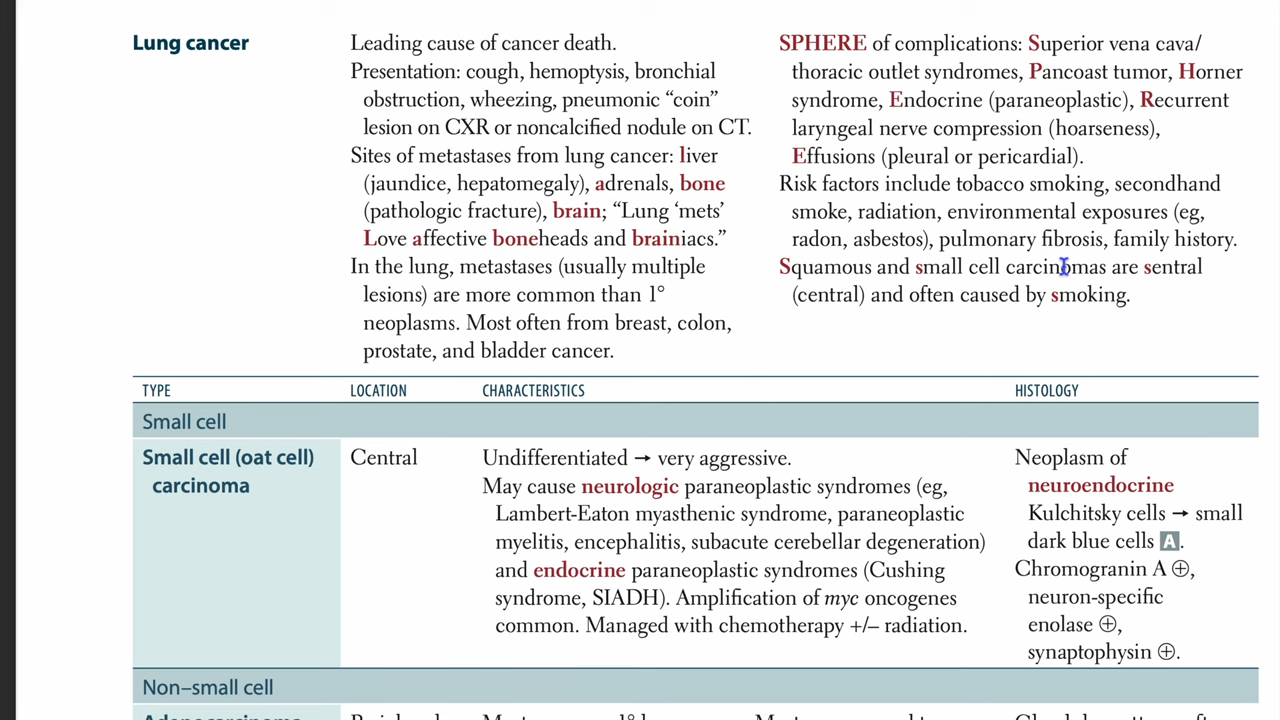 Lung cancer
Leading cause of cancer death.
Presentation: cough, hemoptysis, bronchial
obstruction, wheezing, pneumonic “coin”
lesion on CXR or noncalcified nodule on CT.
Sites of metastases from lung cancer: liver
(jaundice, hepatomegaly), adrenals, bone
(pathologic fracture), brain; “Lung ‘mets’
Love affective boneheads and brainiacs.”
In the lung, metastases (usually multiple
lesions) are more common than 1°
neoplasms. Most often from breast, colon,
prostate, and bladder cancer.
SPHERE of complications: Superior vena cava/
thoracic outlet syndromes, Pancoast tumor, Horner
syndrome, Endocrine (paraneoplastic), Recurrent
laryngeal nerve compression (hoarseness),
Effusions (pleural or pericardial).
Risk factors include tobacco smoking, secondhand
smoke, radiation, environmental exposures (eg,
radon, asbestos), pulmonary fibrosis, family history.
Squamous and small cell carcinomas are sentral
(central) and often caused by smoking.
TYPE LOCATION CHARACTERISTICS HISTOLOGY
Small cell
Small cell (oat cell)
carcinoma
Central
Undifferentiated → very aggressive.
May cause neurologic paraneoplastic syndromes (eg,
Lambert-Eaton myasthenic syndrome, paraneoplastic
myelitis, encephalitis, subacute cerebellar degeneration)
and endocrine paraneoplastic syndromes (Cushing
syndrome, SIADH). Amplification of myc oncogenes
common. Managed with chemotherapy +/– radiation.
Neoplasm of
neuroendocrine
Kulchitsky cells → small
dark blue cells A.
Chromogranin A ⊕,
neuron-specific
enolase ⊕,
synaptophysin ⊕.
Non–small cell